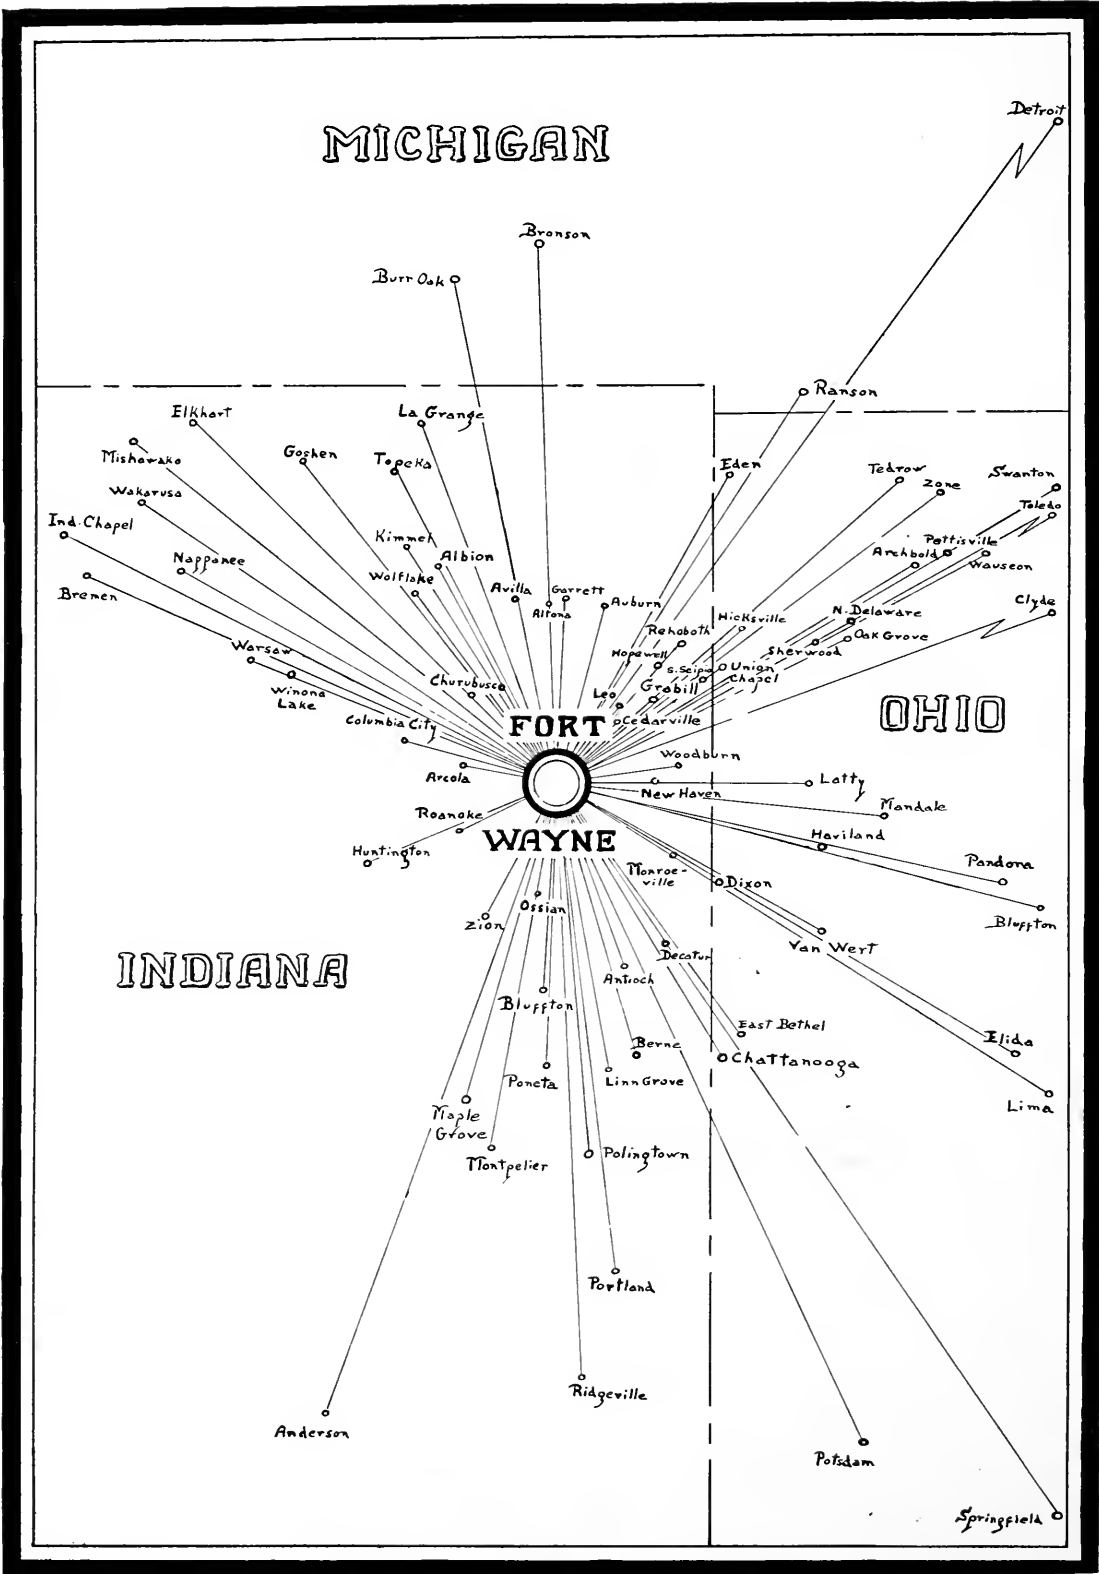 MICHIGAN
Detroit
Bronson
Burr Oak
Ranson
Elkhart
La Grange
Mishawaka
Goshen
Topeka
Eden
Tedrow
Zone
Swanton
Wakarusa
Toledo
Ind. Chapel
Kimmel
Albion
Pettisville
Archbold
Wauseon
Nappanee
Wolflake
Bremen
Avilla
Garrett
Altona
Auburn
Hicksville
N. Delaware
Clyde
Rehoboth
Oak Grove
Sherwood
Warsaw
Hopewell
S. Scipio
Union
Chapel
Winona
Lake
Churubusco
Leo
Grabill
Columbia City
FORT
Cedarville
OHIO
Woodburn
Arcola
New Haven
Latty
Mandale
Roanoke
WAYNE
Haviland
Huntington
Monroe-
ville
Dixon
Pandora
Ossian
Zion
Bluffton
Van Wert
INDIANA
Decatur
Antioch
Bluffton
East Bethel
Berne
Chattanooga
Elida
Poneta
Linn Grove
Lima
Maple
Grove
Montpelier
Polingtown
Portland
Ridgeville
Anderson
Potsdam
Springfield